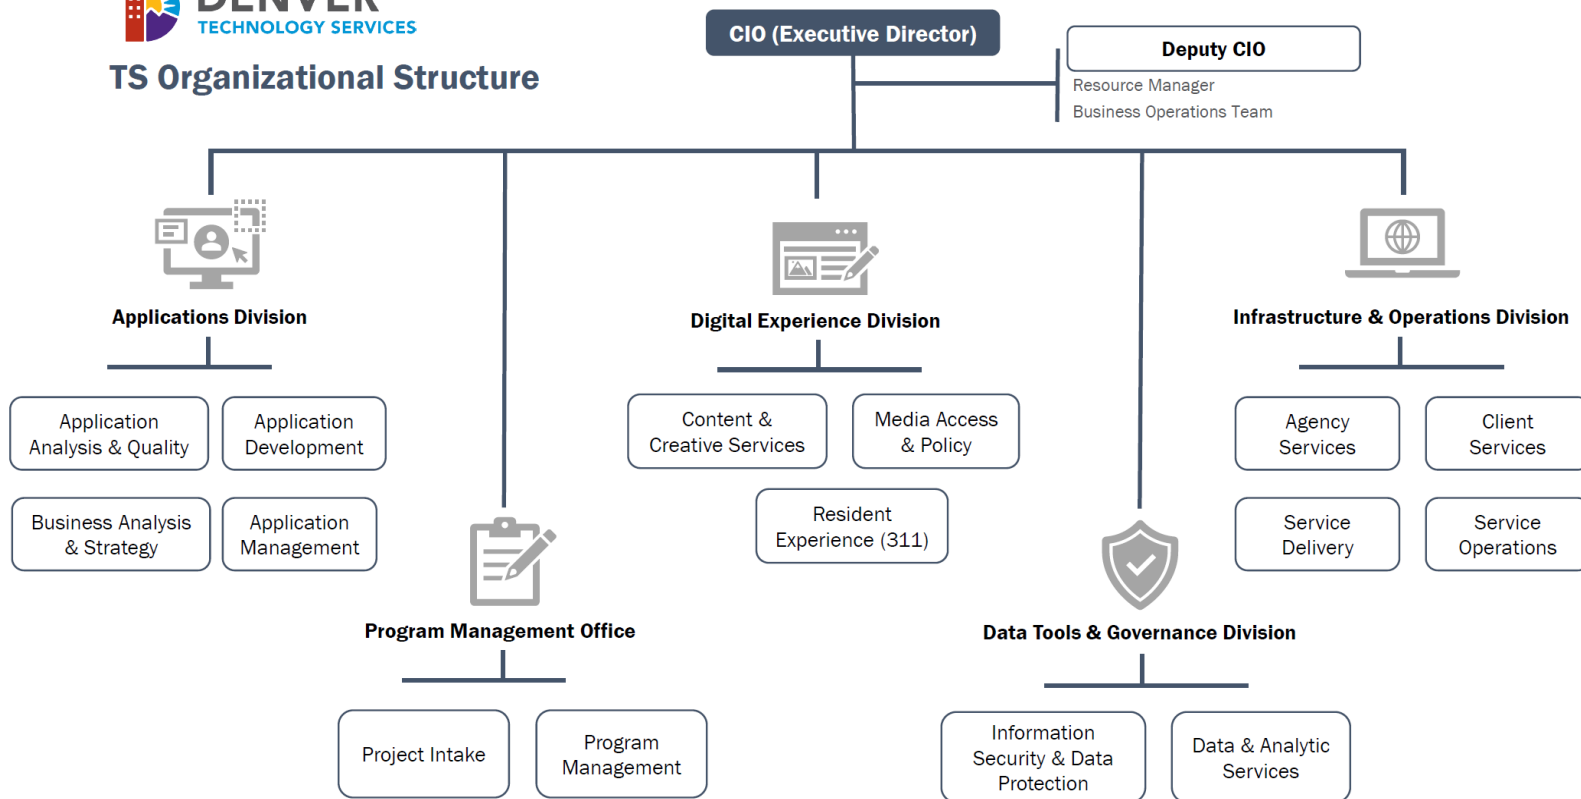 DENVER
TECHNOLOGY SERVICES
TS Organizational Structure
CIO (Executive Director)
Deputy CIO
Resource Manager
Business Operations Team
Applications Division
Application
Analysis & Quality
Application
Development
Business Analysis
& Strategy
Application
Management
Program Management Office
Project Intake
Program
Management
Digital Experience Division
Content &
Creative Services
Media Access
& Policy
Resident
Experience (311)
Data Tools & Governance Division
Information
Security & Data
Protection
Data & Analytic
Services
Infrastructure & Operations Division
Agency
Services
Client
Services
Service
Delivery
Service
Operations